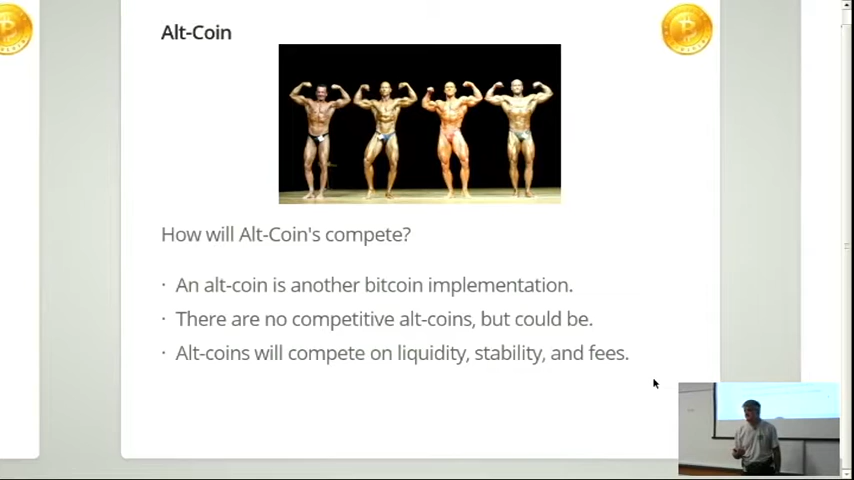 Alt-Coin
How will Alt-Coin's compete?
· An alt-coin is another bitcoin implementation.
· There are no competitive alt-coins, but could be.
· Alt-coins will compete on liquidity, stability, and fees.